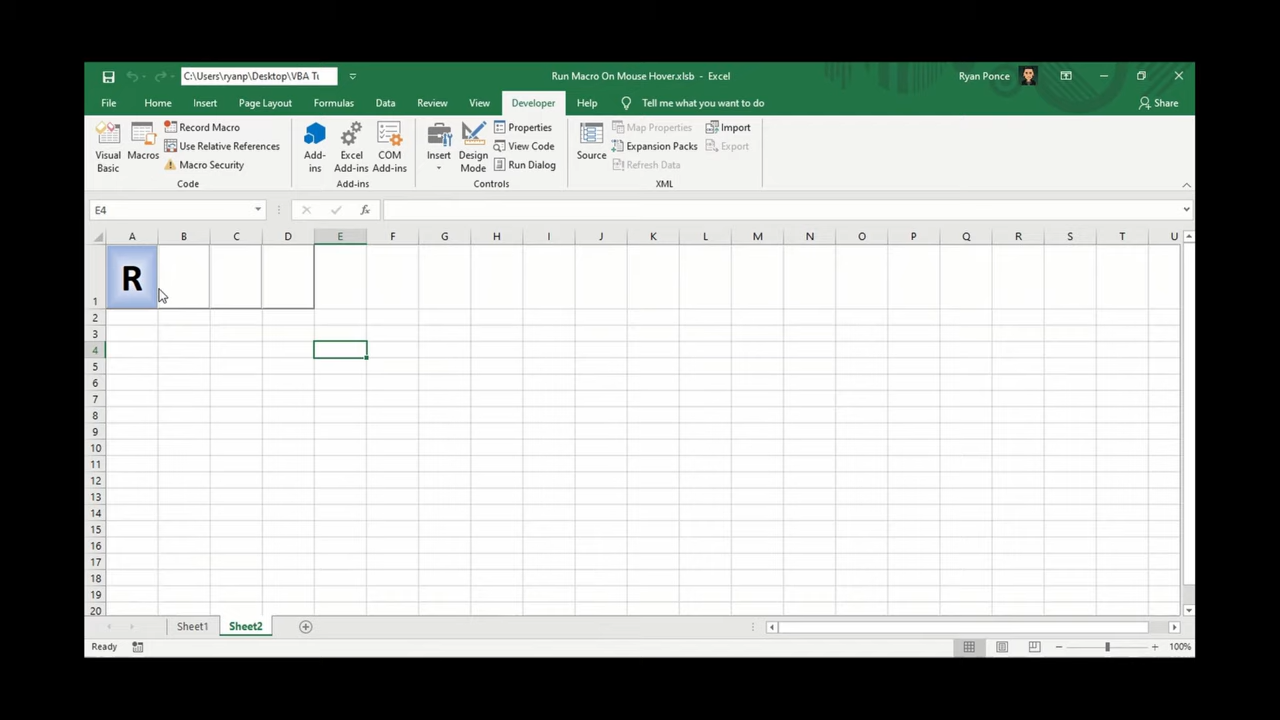 C:\Users\ryanp\Desktop\VBA Tu
Run Macro On Mouse Hover.xlsb - Excel
Ryan Ponce
File Home Insert Page Layout Formulas Data Review View Developer Help Tell me what you want to do Share
Visual Basic
Macros
Record Macro
Use Relative References
Macro Security
Code
Add-ins
Excel Add-ins
COM Add-ins
Add-ins
Insert
Design Mode
Properties
View Code
Run Dialog
Controls
Source
Map Properties
Expansion Packs
Refresh Data
Import
Export
XML
E4
fx
A B C D E F G H I J K L M N O P Q R S T U
1 R
2
3
4
5
6
7
8
9
10
11
12
13
14
15
16
17
18
19
20
Sheet1 Sheet2
Ready
100%